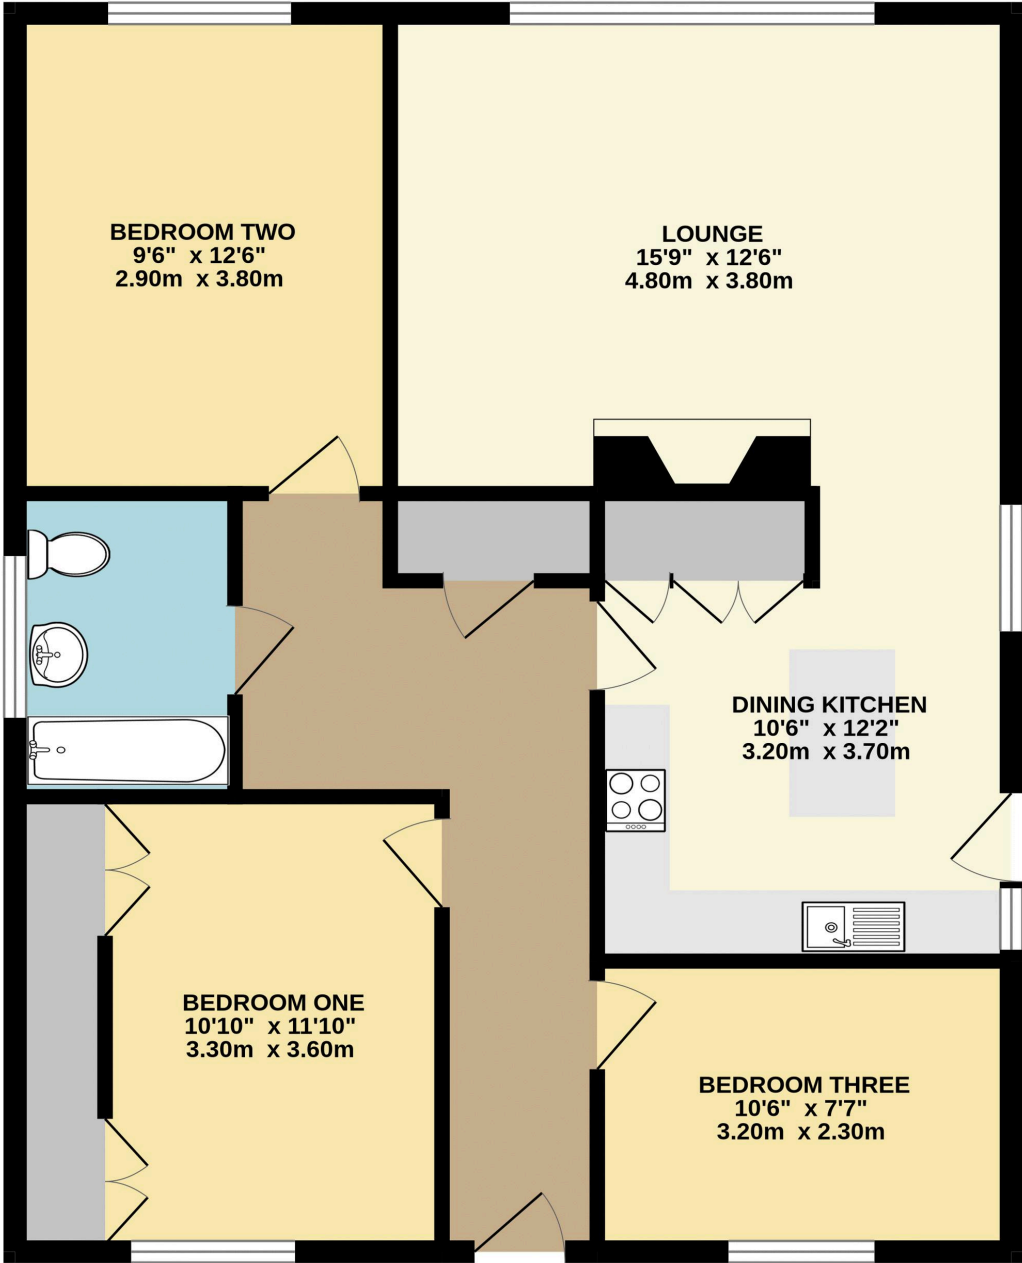 BEDROOM TWO
9'6" x 12'6"
2.90m x 3.80m
LOUNGE
15'9" x 12'6"
4.80m x 3.80m
DINING KITCHEN
10'6" x 12'2"
3.20m x 3.70m
BEDROOM ONE
10'10" x 11'10"
3.30m x 3.60m
BEDROOM THREE
10'6" x 7'7"
3.20m x 2.30m